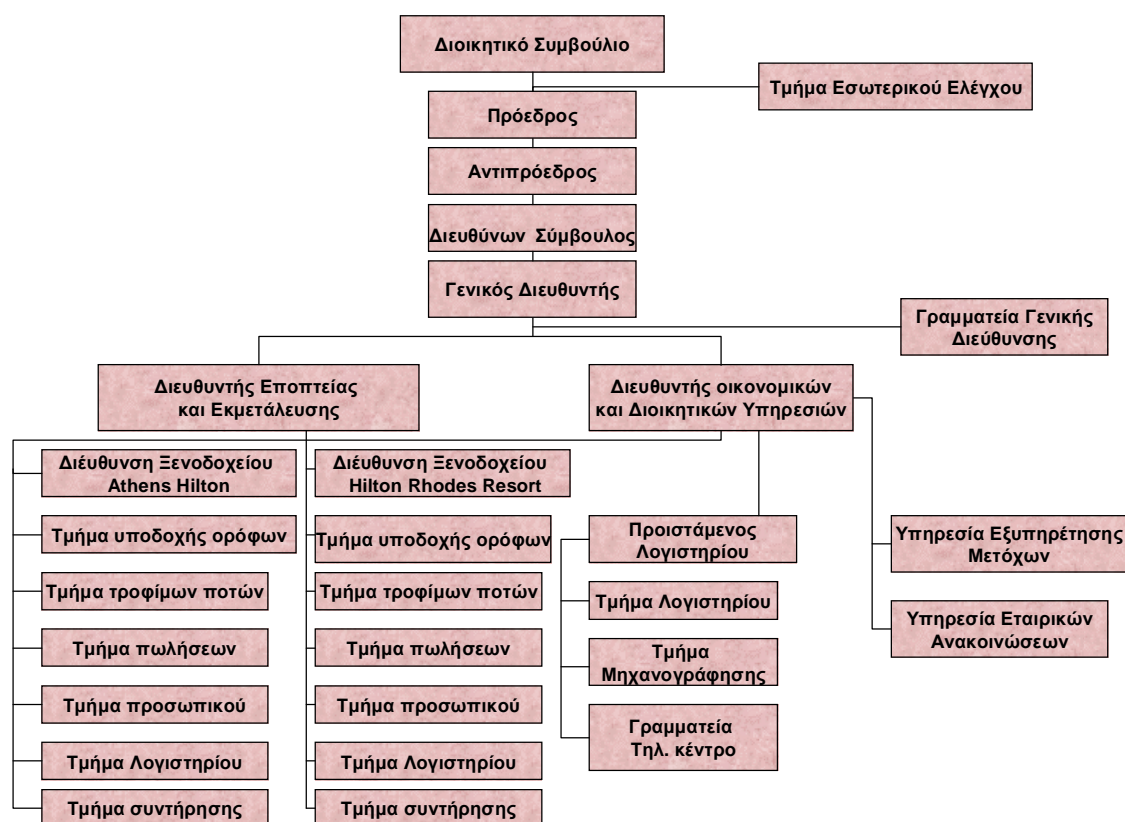 Διοικητικό Συμβούλιο
Τμήμα Εσωτερικού Ελέγχου
Πρόεδρος
Αντιπρόεδρος
Διευθύνων Σύμβουλος
Γενικός Διευθυντής
Γραμματεία Γενικής
Διεύθυνσης
Διευθυντής Εποπτείας
και Εκμετάλευσης
Διευθυντής οικονομικών
και Διοικητικών Υπηρεσιών
Διέυθυνση Ξενοδοχείου
Athens Hilton
Τμήμα υποδοχής ορόφων
Τμήμα τροφίμων ποτών
Τμήμα πωλήσεων
Τμήμα προσωπικού
Τμήμα Λογιστηρίου
Τμήμα συντήρησης
Διέυθυνση Ξενοδοχείου
Hilton Rhodes Resort
Τμήμα υποδοχής ορόφων
Τμήμα τροφίμων ποτών
Τμήμα πωλήσεων
Τμήμα προσωπικού
Τμήμα Λογιστηρίου
Τμήμα συντήρησης
Προιστάμενος
Λογιστηρίου
Τμήμα Λογιστηρίου
Τμήμα
Μηχανογράφησης
Γραμματεία
Τηλ. κέντρο
Υπηρεσία Εξυπηρέτησης
Μετόχων
Υπηρεσία Εταιρικών
Ανακοινώσεων